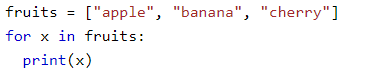 fruits = ["apple", "banana", "cherry"]
for x in fruits:
  print(x)